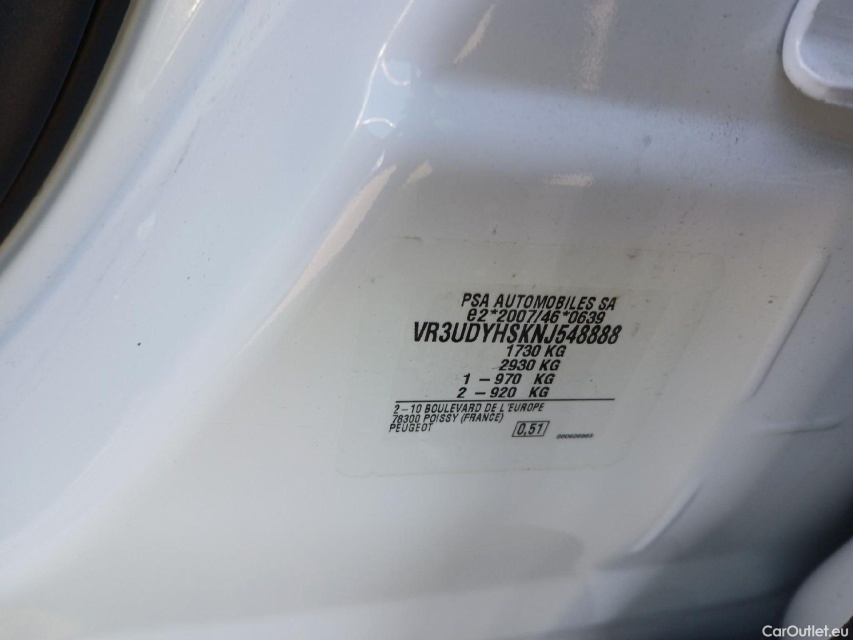 PSA AUTOMOBILES SA
e2*2007/46*0639
VR3UDYHSKNJ548888
1730 KG
2930 KG
1 – 970 KG
2 – 920 KG
2 – 10 BOULEVARD DE L'EUROPE
78300 POISSY (FRANCE)
PEUGEOT
0,51
CarOutlet.eu